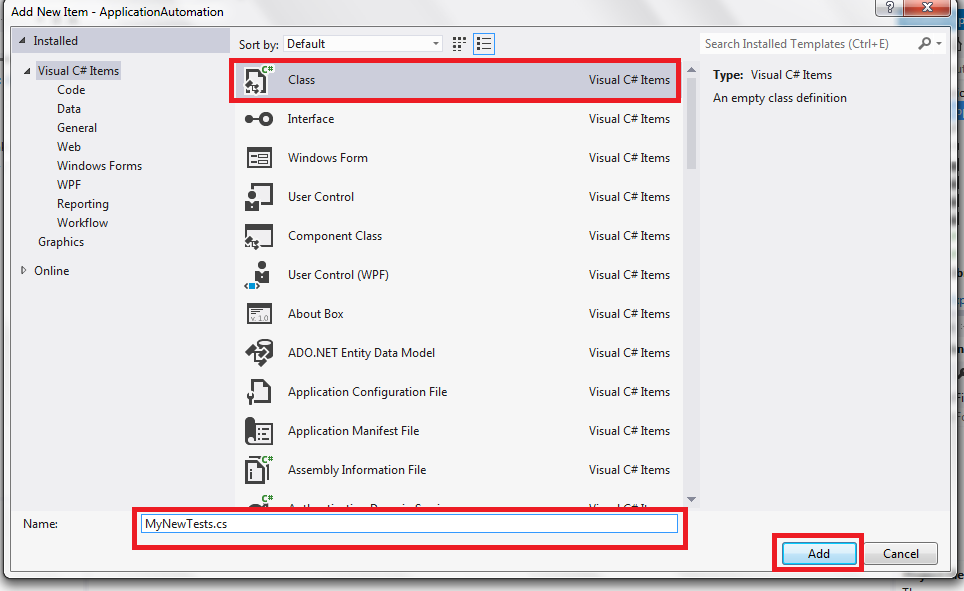 Add New Item - ApplicationAutomation
Installed
Sort by: Default
Search Installed Templates (Ctrl+E)
Visual C# Items
Code
Data
General
Web
Windows Forms
WPF
Reporting
Workflow
Graphics
Online
Class Visual C# Items
Interface Visual C# Items
Windows Form Visual C# Items
User Control Visual C# Items
Component Class Visual C# Items
User Control (WPF) Visual C# Items
About Box Visual C# Items
ADO.NET Entity Data Model Visual C# Items
Application Configuration File Visual C# Items
Application Manifest File Visual C# Items
Assembly Information File Visual C# Items
Type: Visual C# Items
An empty class definition
Name: MyNewTests.cs
Add Cancel